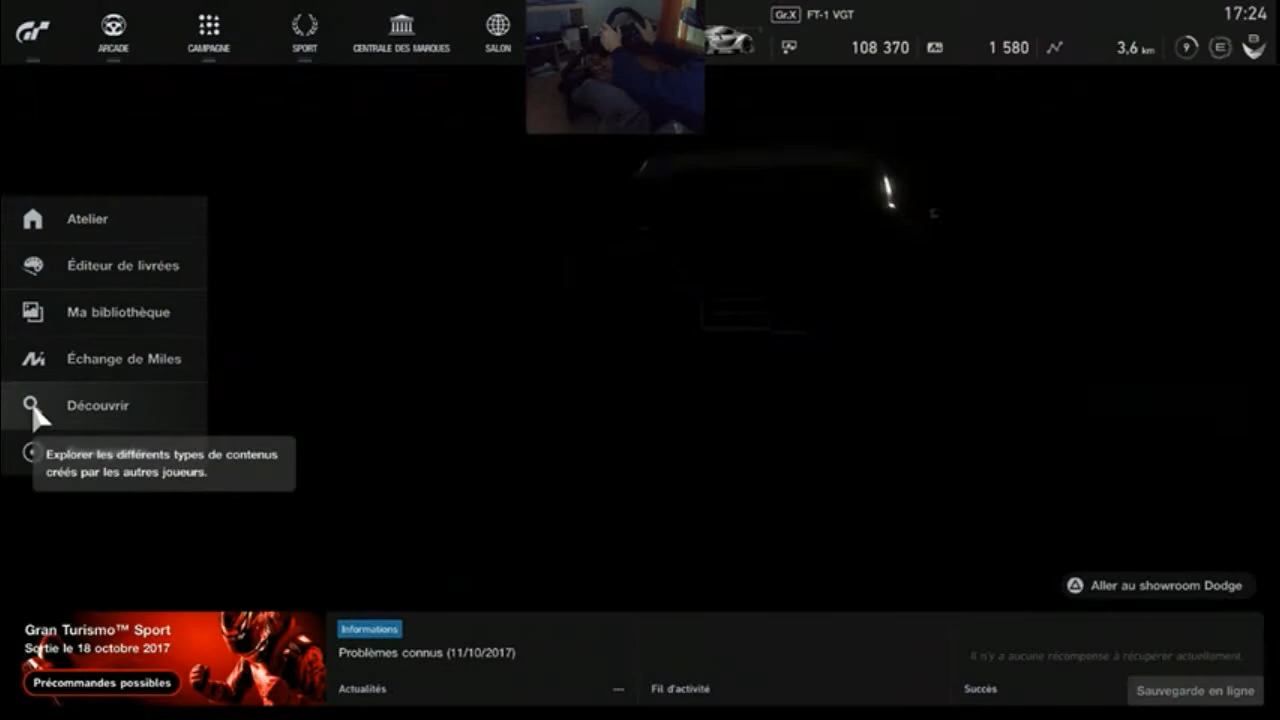 GT
ARCADE
CAMPAGNE
SPORT
CENTRALE DES MARQUES
SALON
Gr.X FT-1 VGT
17:24
108 370
1 580
3,6 km
9
E
B
Atelier
Éditeur de livrées
Ma bibliothèque
Échange de Miles
Découvrir
Explorer les différents types de contenus
créés par les autres joueurs.
Aller au showroom Dodge
Gran Turismo™ Sport
Sortie le 18 octobre 2017
Précommandes possibles
Informations
Problèmes connus (11/10/2017)
Actualités
---
Fil d'activité
Il n'y a aucune récompense à récupérer actuellement.
Succès
Sauvegarde en ligne